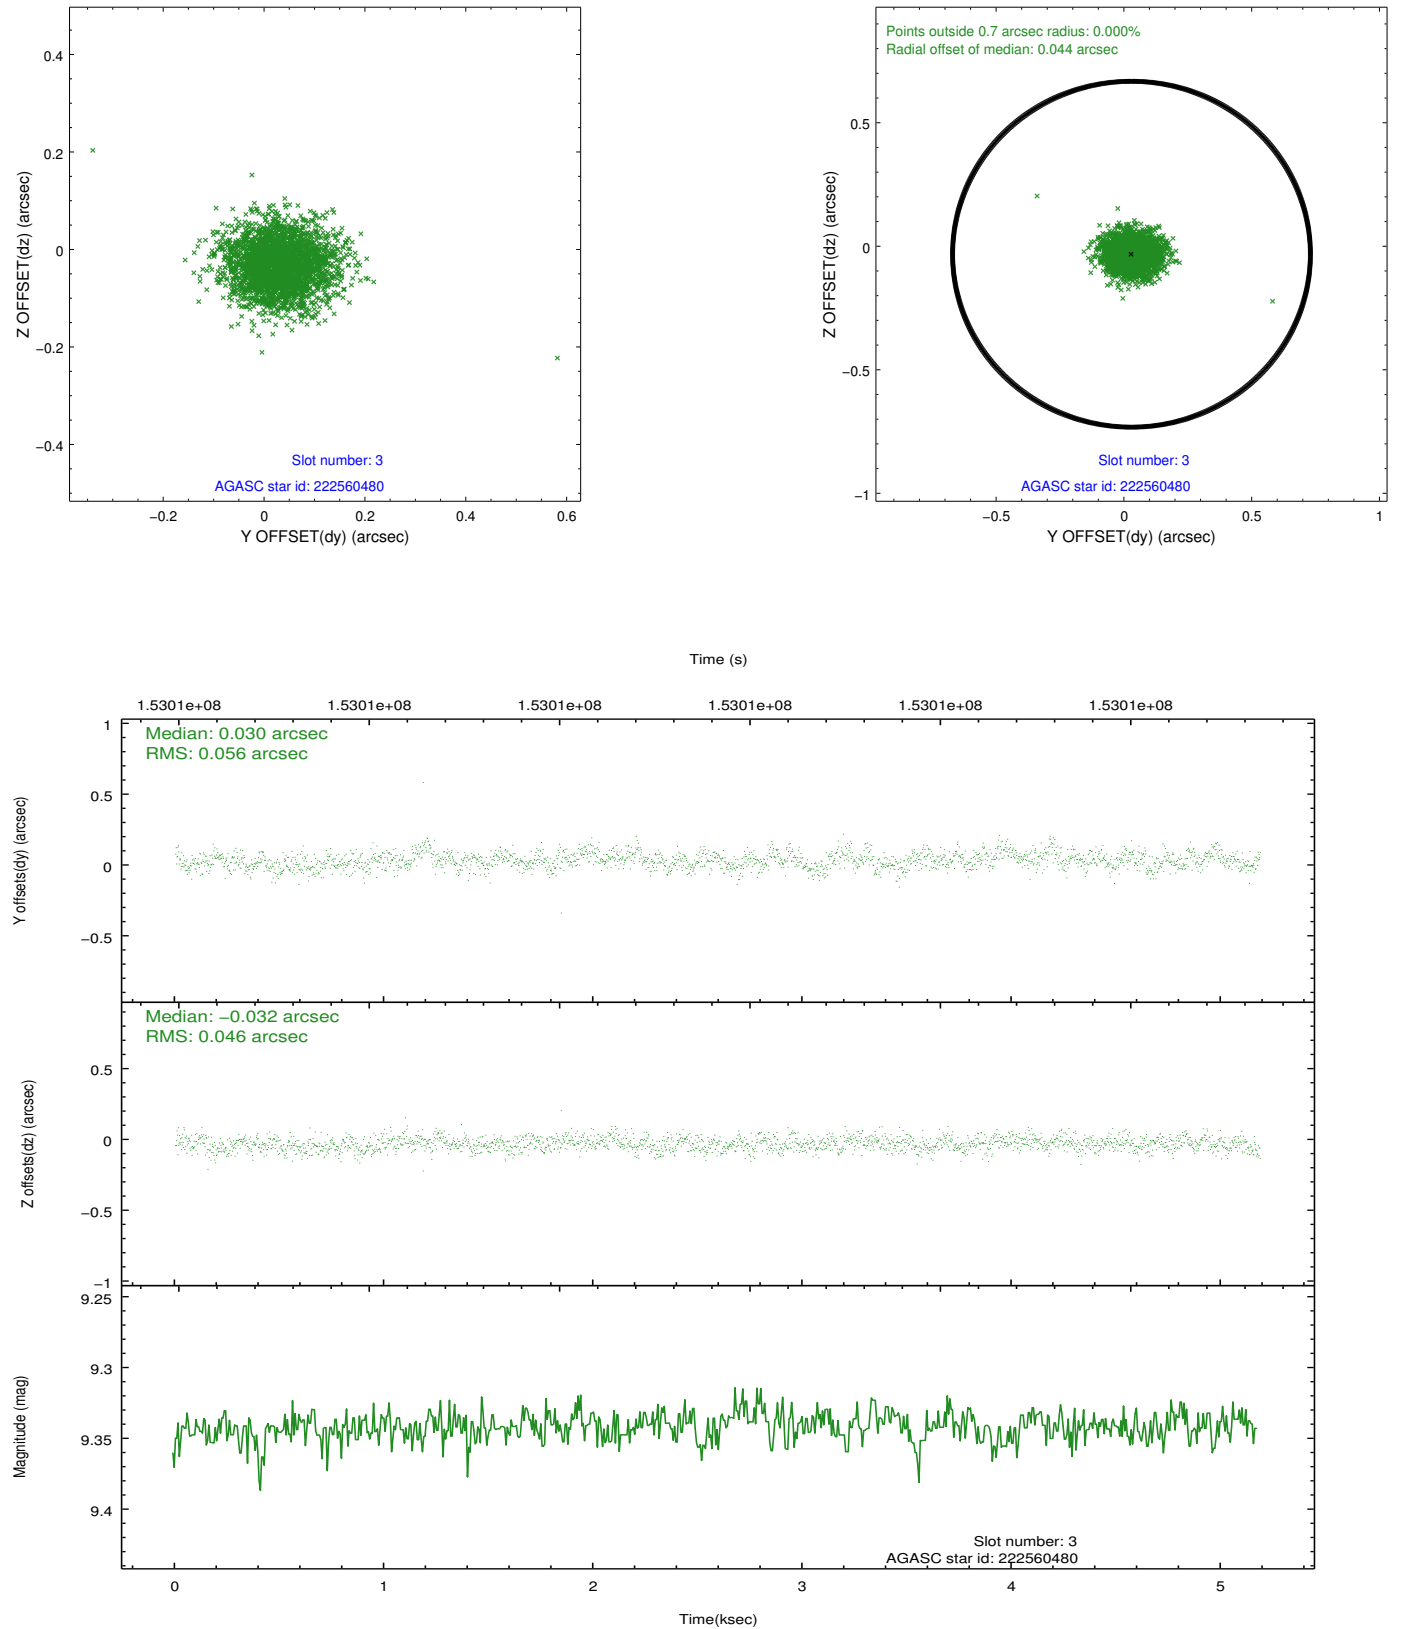 0.4
0.2
0
−0.2
−0.4
Z OFFSET(dz) (arcsec)
Slot number: 3
AGASC star id: 222560480
−0.2 0 0.2 0.4 0.6
Y OFFSET(dy) (arcsec)
Points outside 0.7 arcsec radius: 0.000%
Radial offset of median: 0.044 arcsec
0.5
0
−0.5
−1
Z OFFSET(dz) (arcsec)
Slot number: 3
AGASC star id: 222560480
−0.5 0 0.5 1
Y OFFSET(dy) (arcsec)
Time (s)
1.5301e+08 1.5301e+08 1.5301e+08 1.5301e+08 1.5301e+08 1.5301e+08
Median: 0.030 arcsec
RMS: 0.056 arcsec
1
0.5
0
−0.5
Y offsets(dy) (arcsec)
Median: −0.032 arcsec
RMS: 0.046 arcsec
0.5
0
−0.5
−1
Z offsets(dz) (arcsec)
9.25
9.3
9.35
9.4
Magnitude (mag)
Slot number: 3
AGASC star id: 222560480
0 1 2 3 4 5
Time(ksec)